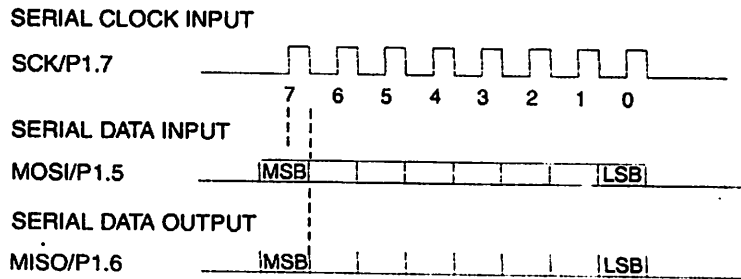 SERIAL CLOCK INPUT
SCK/P1.7
7 6 5 4 3 2 1 0
SERIAL DATA INPUT
MOSI/P1.5 MSB LSB
SERIAL DATA OUTPUT
MISO/P1.6 MSB LSB